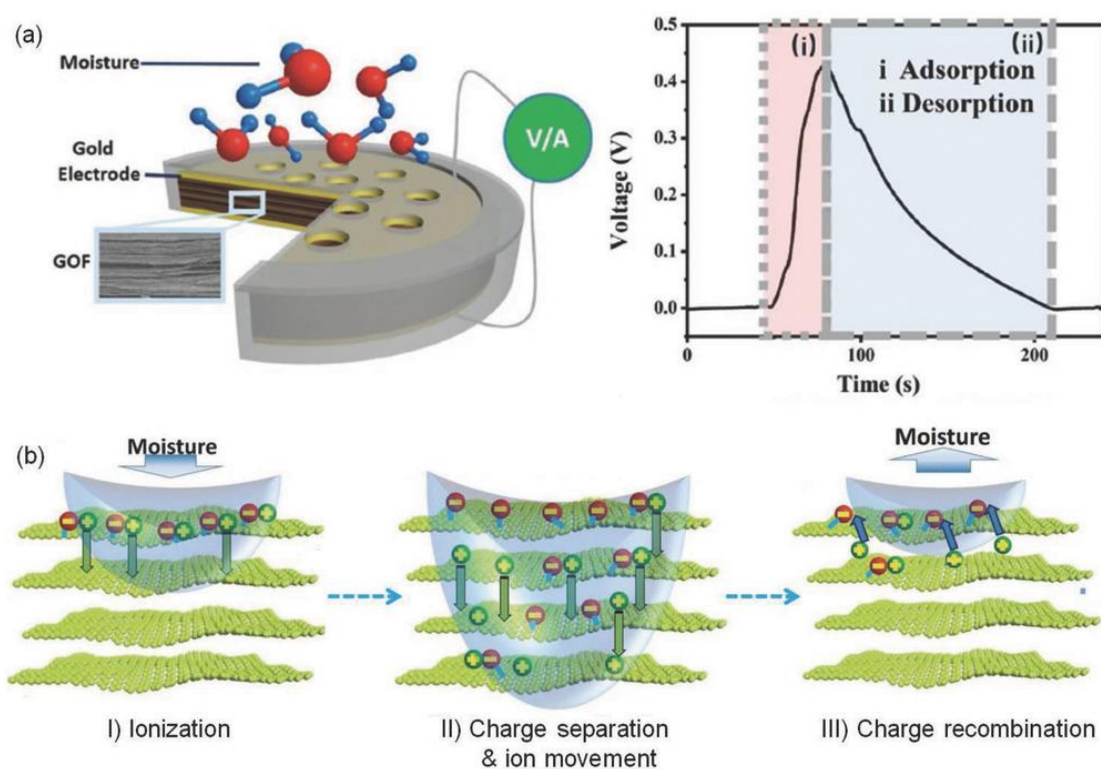 (a)
Moisture
Gold
Electrode
GOF
V/A
Voltage (V)
0.5
0.4
0.3
0.2
0.1
0.0
(i)
(ii)
i Adsorption
ii Desorption
0
100
200
Time (s)
(b)
Moisture
Moisture
I) Ionization
II) Charge separation
& ion movement
III) Charge recombination